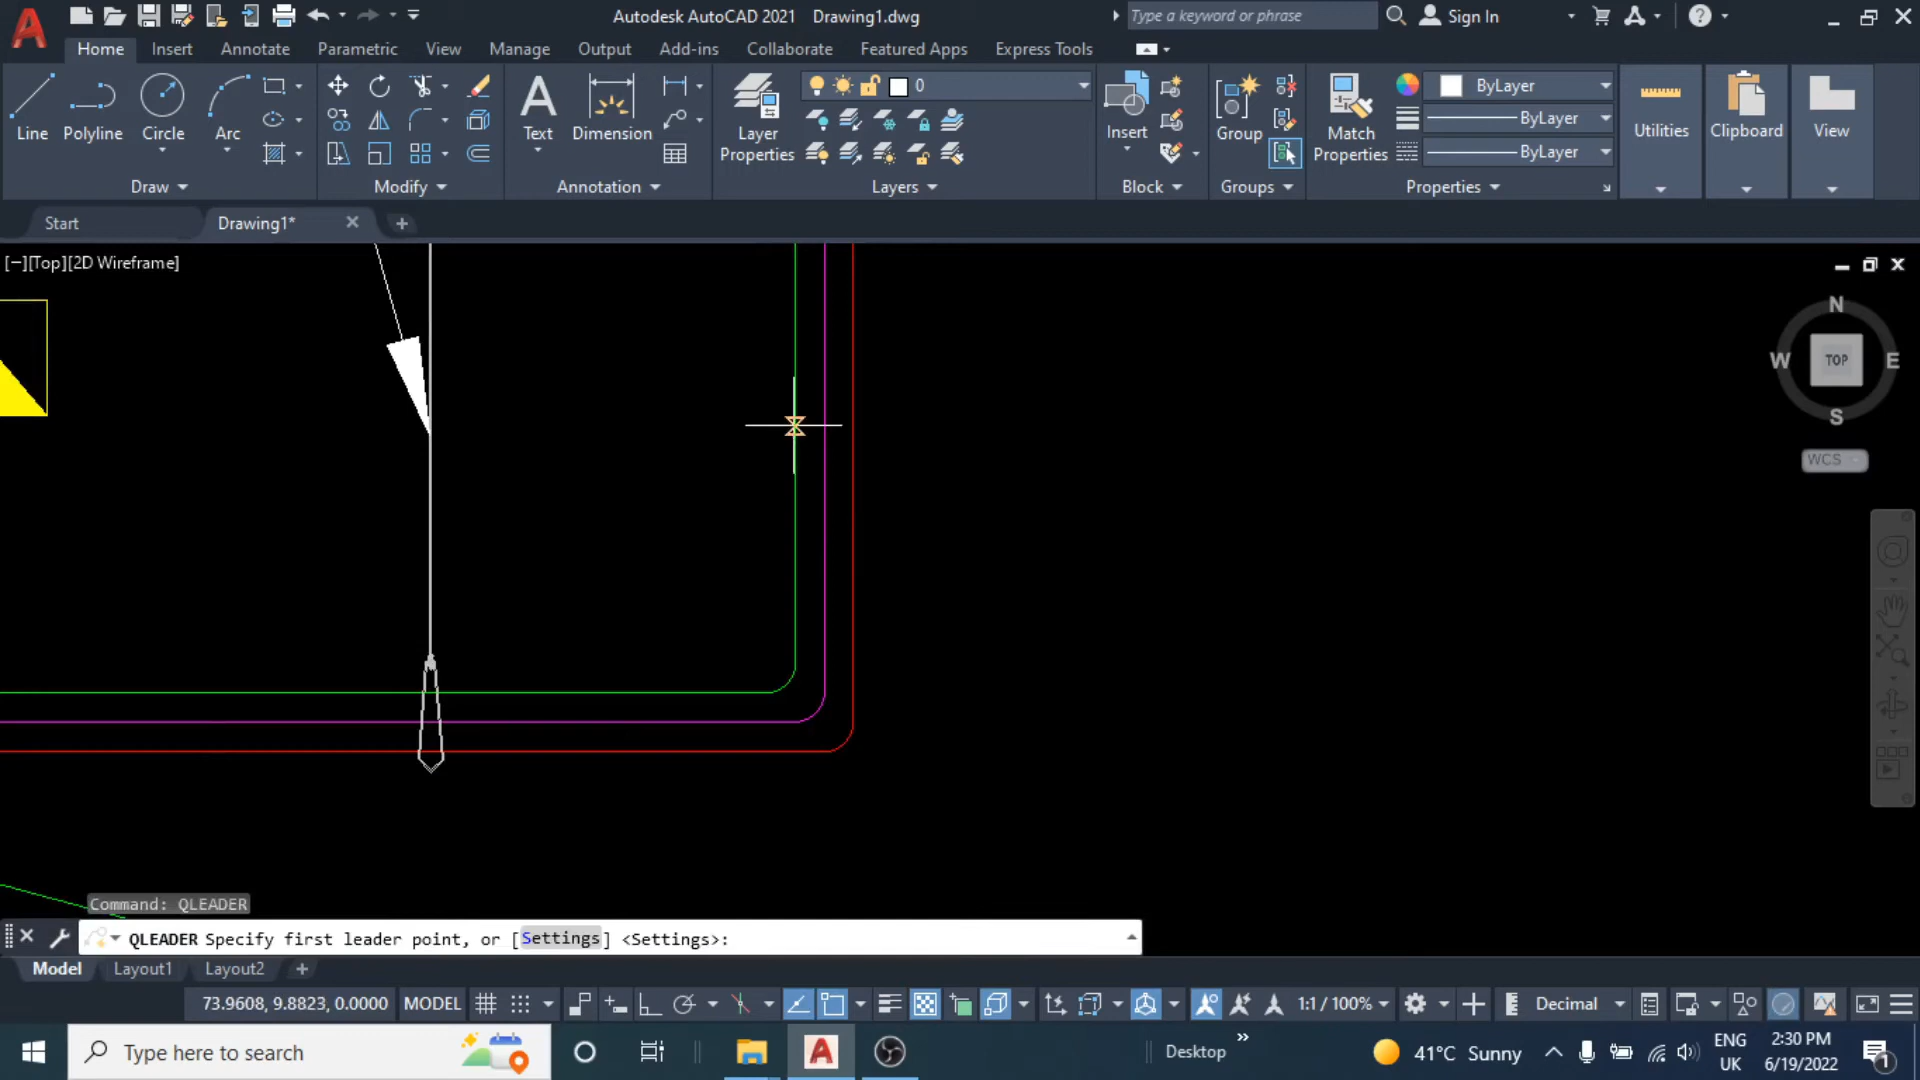 Autodesk AutoCAD 2021 Drawing1.dwg
Type a keyword or phrase
Sign In
Home Insert Annotate Parametric View Manage Output Add-ins Collaborate Featured Apps Express Tools
Line Polyline Circle Arc
Text Dimension
Layer Properties
0
Insert
Group
Match Properties
ByLayer
ByLayer
ByLayer
Utilities Clipboard View
Draw Modify Annotation Layers Block Groups Properties
Start Drawing1*
[−][Top][2D Wireframe]
N
W TOP E
S
WCS
Command: QLEADER
QLEADER Specify first leader point, or [Settings] <Settings>:
Model Layout1 Layout2
73.9608, 9.8823, 0.0000 MODEL 1:1 / 100% Decimal
Type here to search
Desktop
41°C Sunny
ENG
UK
2:30 PM
6/19/2022
1